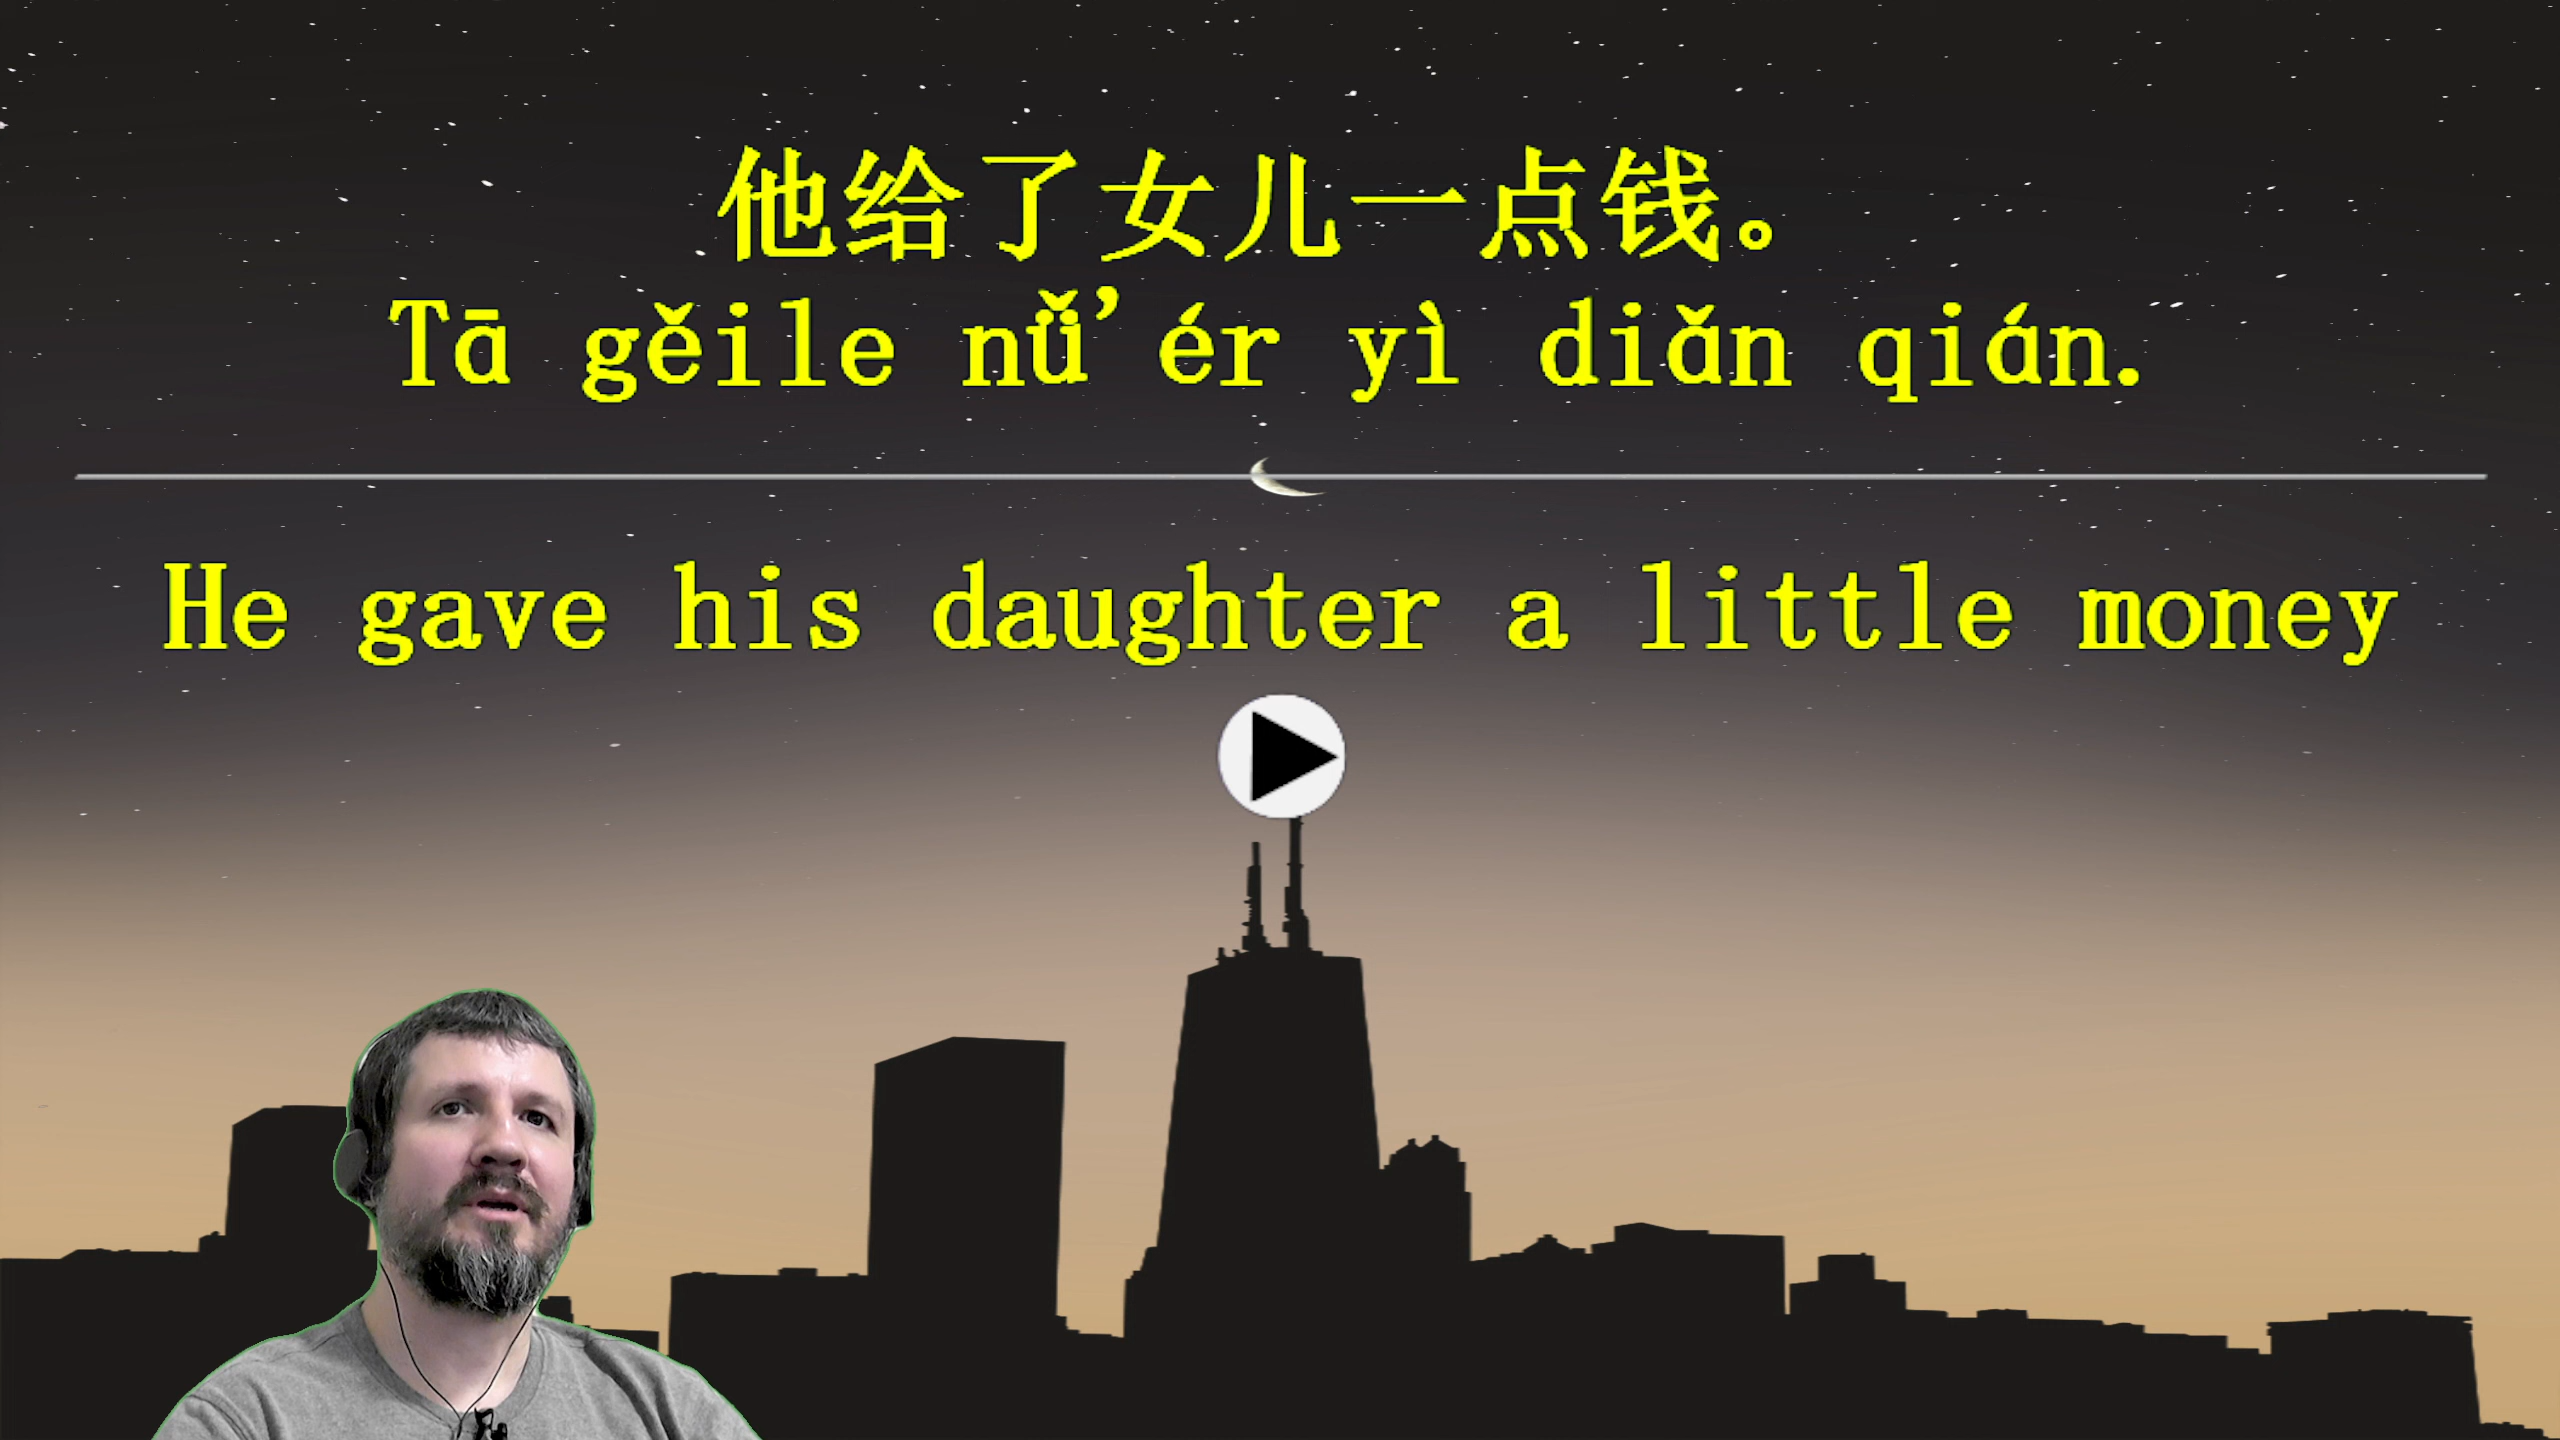 他给了女儿一点钱。
Tā gěile nǚ'ér yì diǎn qián.
He gave his daughter a little money